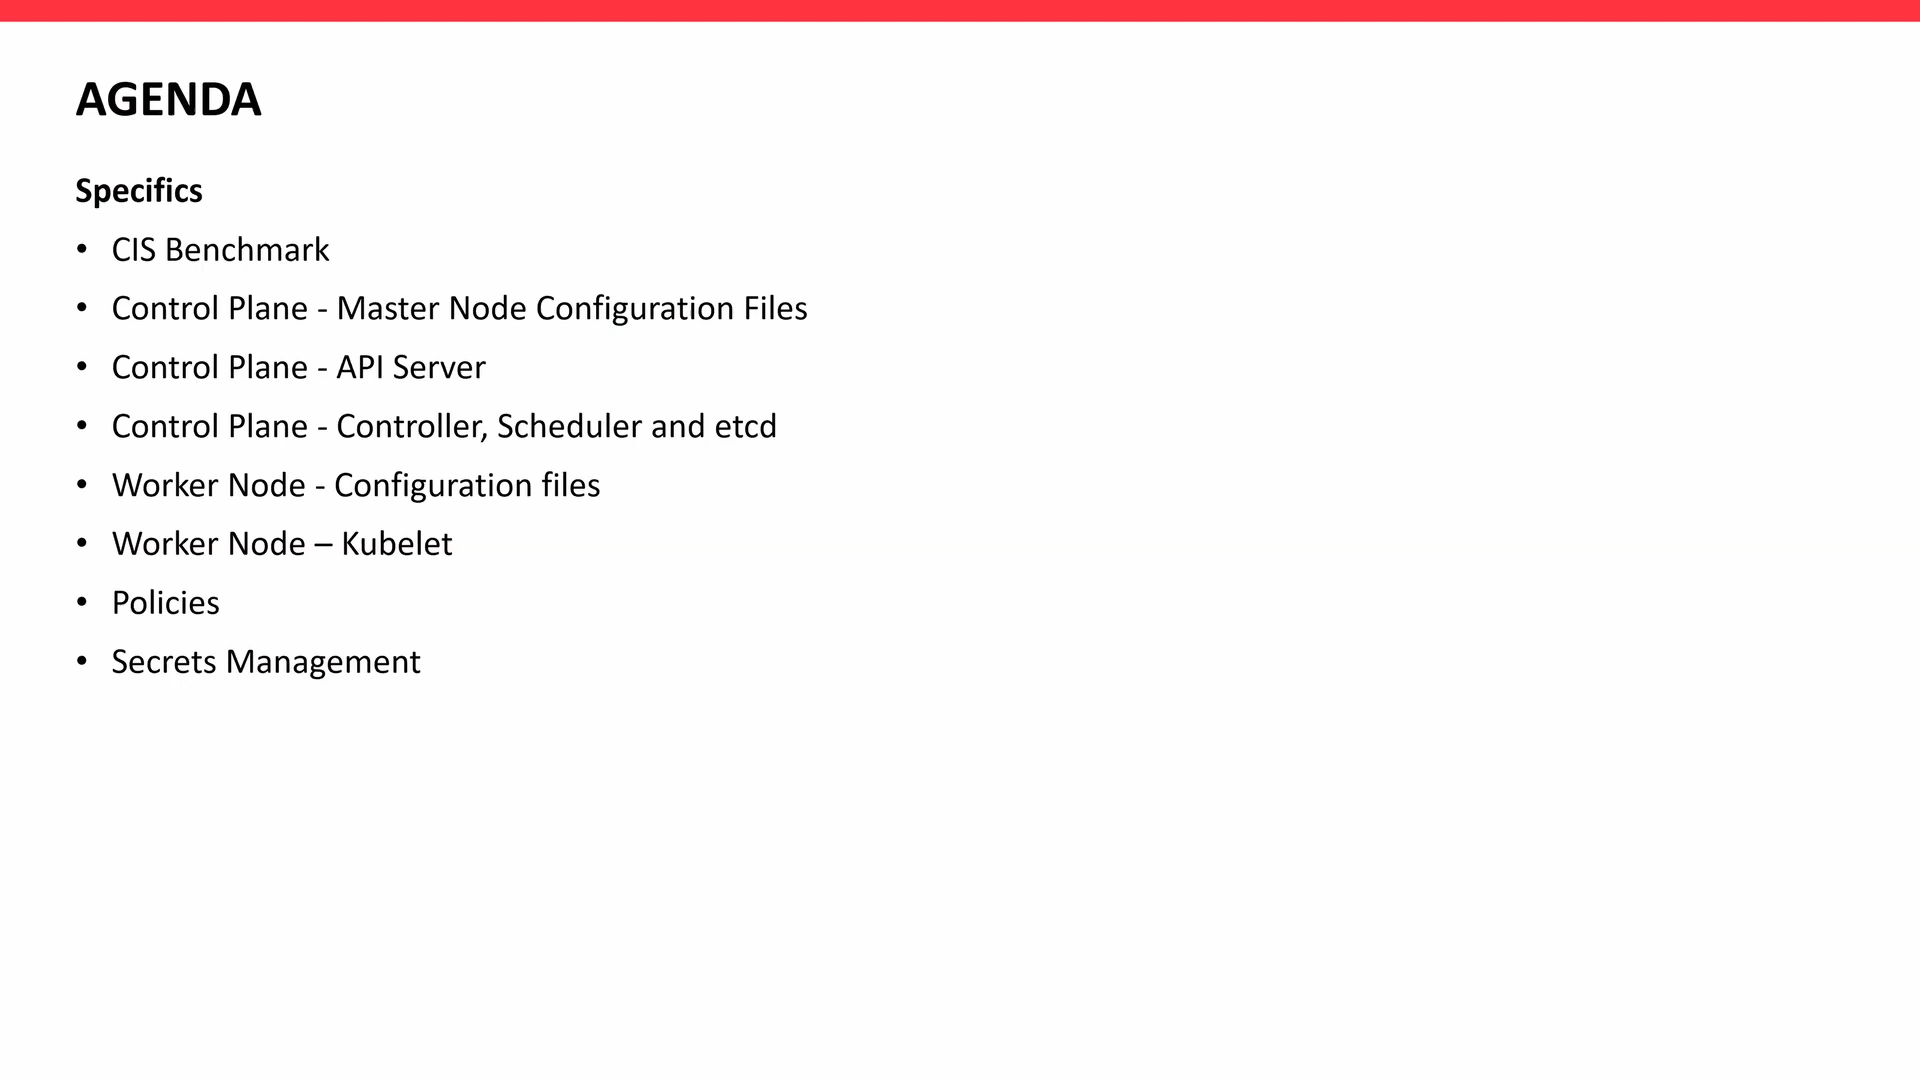 AGENDA
Specifics
• CIS Benchmark
• Control Plane - Master Node Configuration Files
• Control Plane - API Server
• Control Plane - Controller, Scheduler and etcd
• Worker Node - Configuration files
• Worker Node – Kubelet
• Policies
• Secrets Management